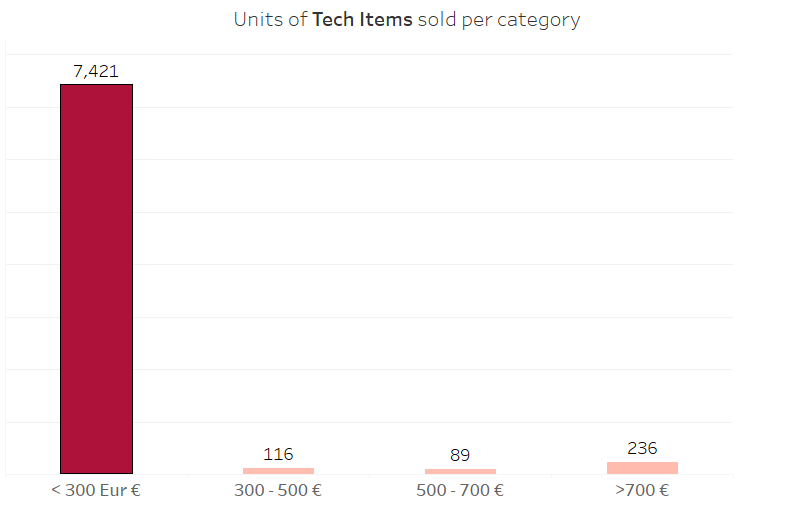 Units of Tech Items sold per category
7,421
116
89
236
< 300 Eur €
300 - 500 €
500 - 700 €
>700 €